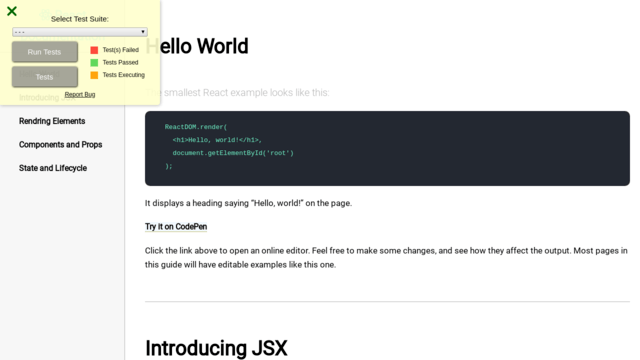 Select Test Suite:
- - -
Run Tests
Test(s) Failed
Tests Passed
Tests
Tests Executing
Report Bug
Introducing
Rendring Elements
Components and Props
State and Lifecycle
Hello World
smallest React example looks like this:
ReactDOM.render(
<h1>Hello, world!</h1>,
document.getElementById('root')
);
It displays a heading saying “Hello, world!” on the page.
Try it on CodePen
Click the link above to open an online editor. Feel free to make some changes, and see how they affect the output. Most pages in
this guide will have editable examples like this one.
Introducing JSX